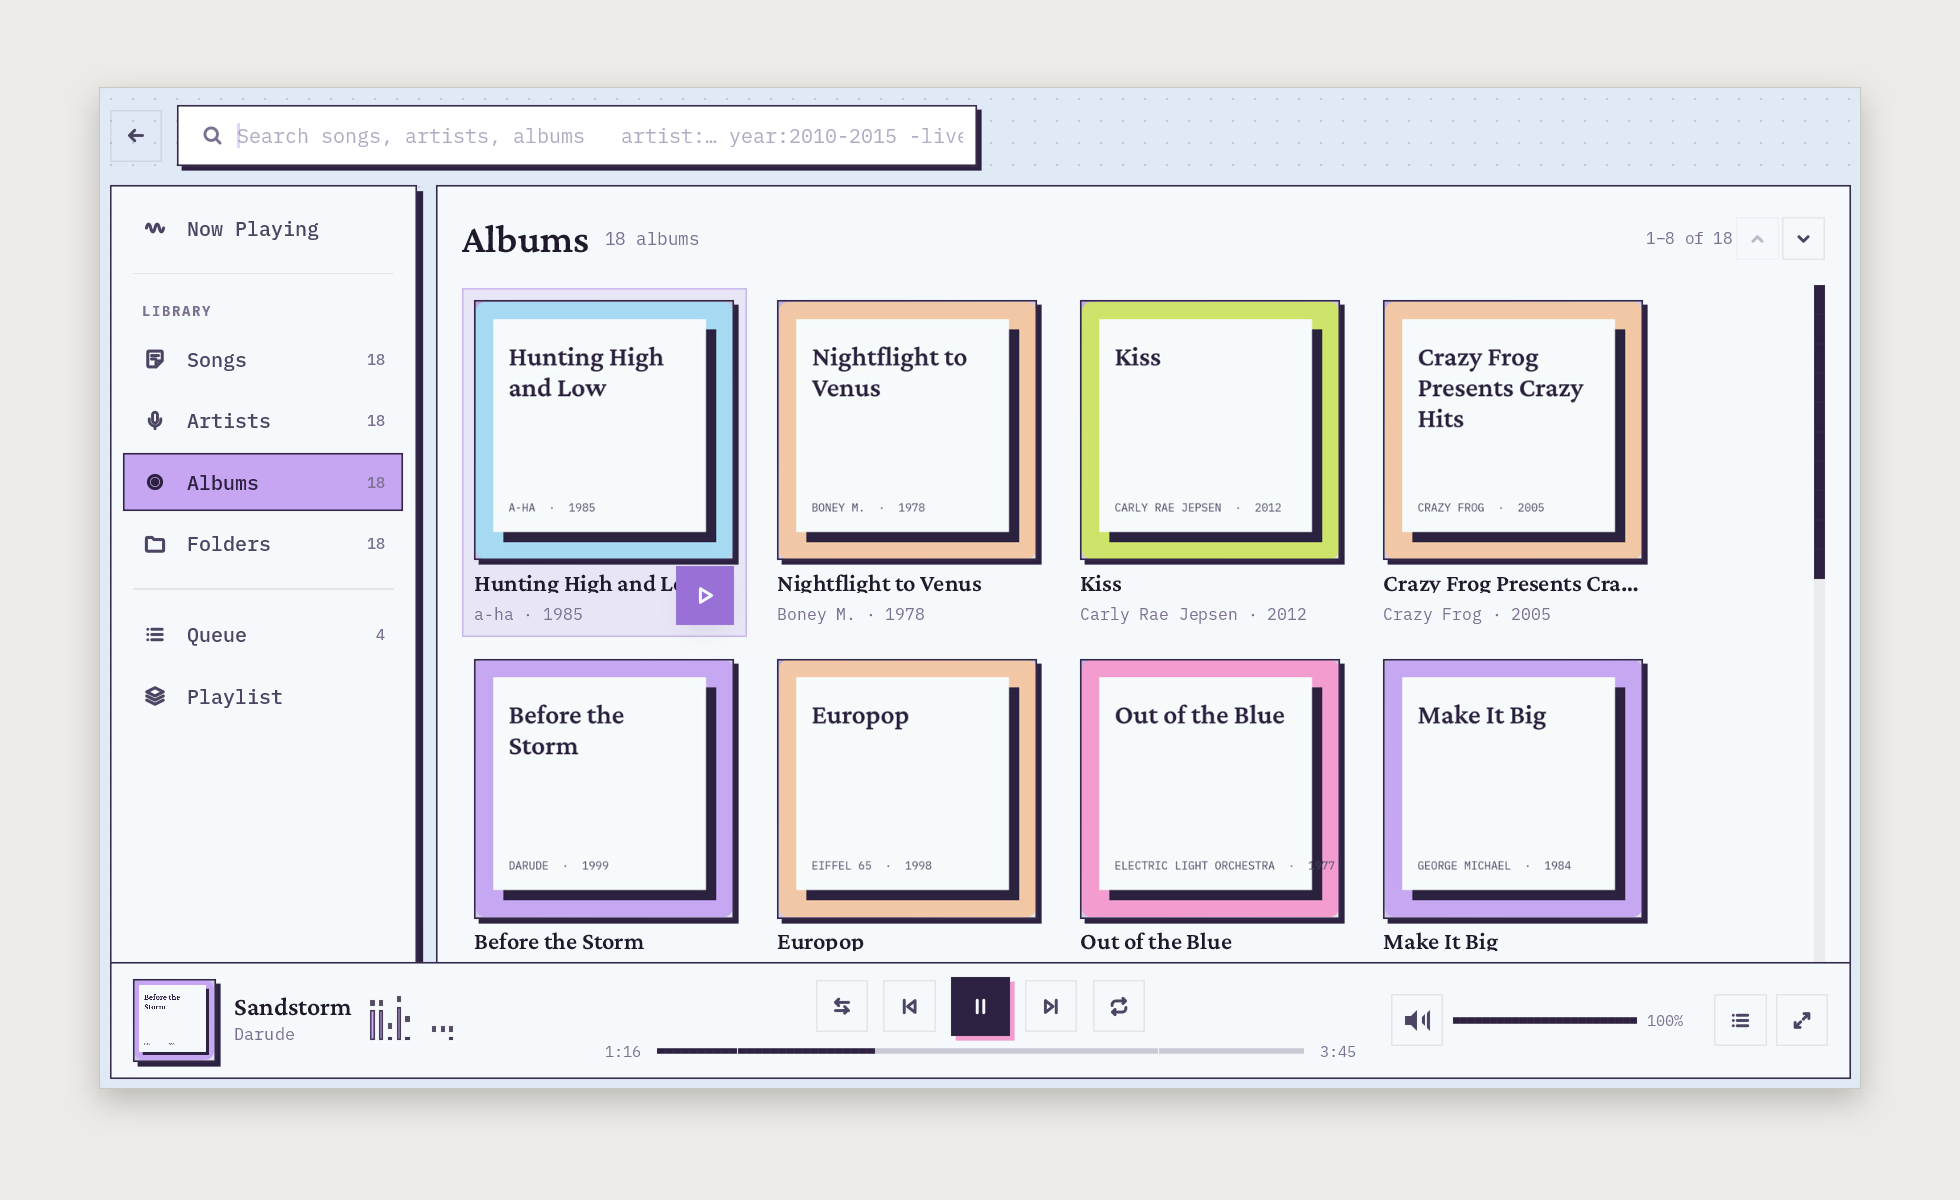 Search songs, artists, albums artist:… year:2010-2015 -live
Now Playing
LIBRARY
Songs 18
Artists 18
Albums 18
Folders 18
Queue 4
Playlist
Albums 18 albums
1–8 of 18
Hunting High
and Low
A-HA · 1985
Hunting High and Lo
a-ha · 1985
Nightflight to
Venus
BONEY M. · 1978
Nightflight to Venus
Boney M. · 1978
Kiss
CARLY RAE JEPSEN · 2012
Kiss
Carly Rae Jepsen · 2012
Crazy Frog
Presents Crazy
Hits
CRAZY FROG · 2005
Crazy Frog Presents Cra…
Crazy Frog · 2005
Before the
Storm
DARUDE · 1999
Before the Storm
Europop
EIFFEL 65 · 1998
Europop
Out of the Blue
ELECTRIC LIGHT ORCHESTRA · 1977
Out of the Blue
Make It Big
GEORGE MICHAEL · 1984
Make It Big
Before the
Storm
Sandstorm
Darude
1:16
3:45
100%